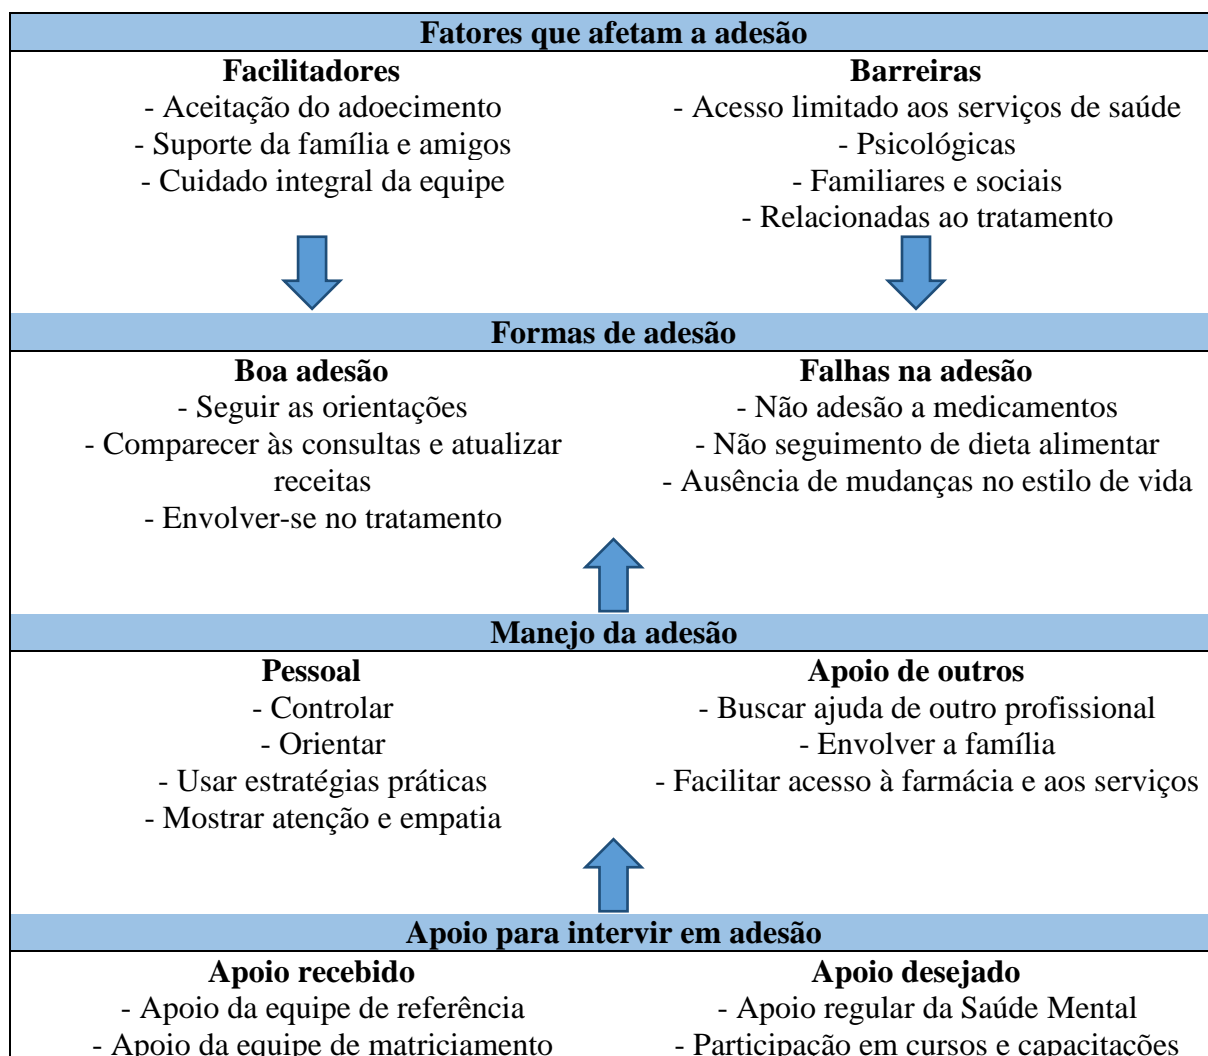 Fatores que afetam a adesão
Facilitadores
- Aceitação do adoecimento
- Suporte da família e amigos
- Cuidado integral da equipe
Barreiras
- Acesso limitado aos serviços de saúde
- Psicológicas
- Familiares e sociais
- Relacionadas ao tratamento
Formas de adesão
Boa adesão
- Seguir as orientações
- Comparecer às consultas e atualizar
receitas
- Envolver-se no tratamento
Falhas na adesão
- Não adesão a medicamentos
- Não seguimento de dieta alimentar
- Ausência de mudanças no estilo de vida
Manejo da adesão
Pessoal
- Controlar
- Orientar
- Usar estratégias práticas
- Mostrar atenção e empatia
Apoio de outros
- Buscar ajuda de outro profissional
- Envolver a família
- Facilitar acesso à farmácia e aos serviços
Apoio para intervir em adesão
Apoio recebido
- Apoio da equipe de referência
- Apoio da equipe de matriciamento
Apoio desejado
- Apoio regular da Saúde Mental
- Participação em cursos e capacitações